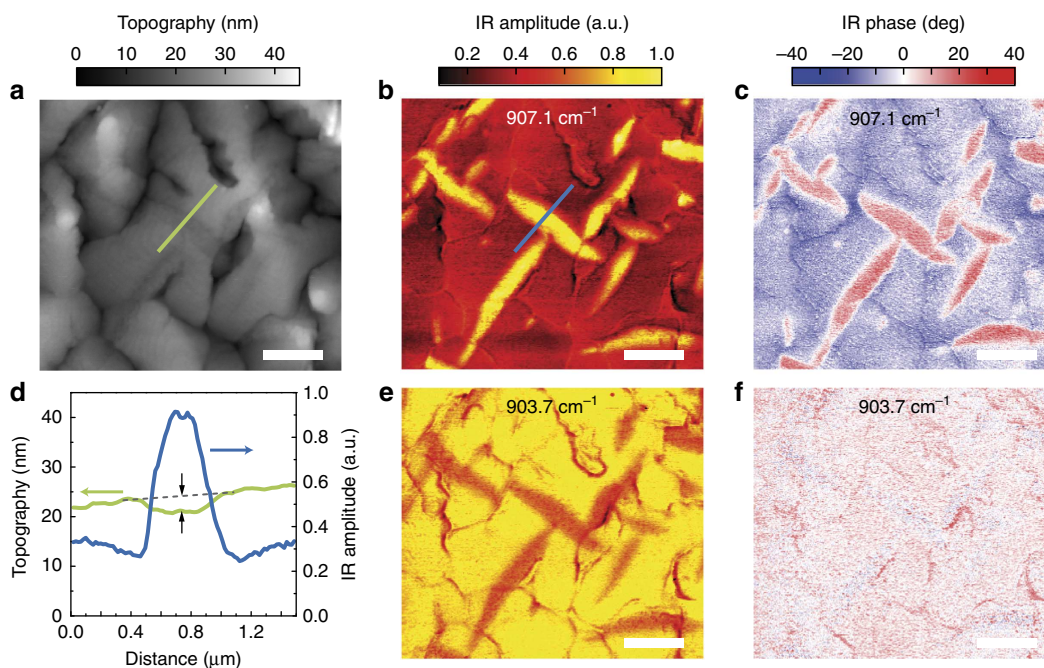 Topography (nm)
0 10 20 30 40
IR amplitude (a.u.)
0.2 0.4 0.6 0.8 1.0
IR phase (deg)
−40 −20 0 20 40
a
b
907.1 cm⁻¹
c
907.1 cm⁻¹
d
40
30
20
10
0
Topography (nm)
1.0
0.8
0.6
0.4
0.2
0.0
IR amplitude (a.u.)
0.0 0.4 0.8 1.2
Distance (μm)
e
903.7 cm⁻¹
f
903.7 cm⁻¹